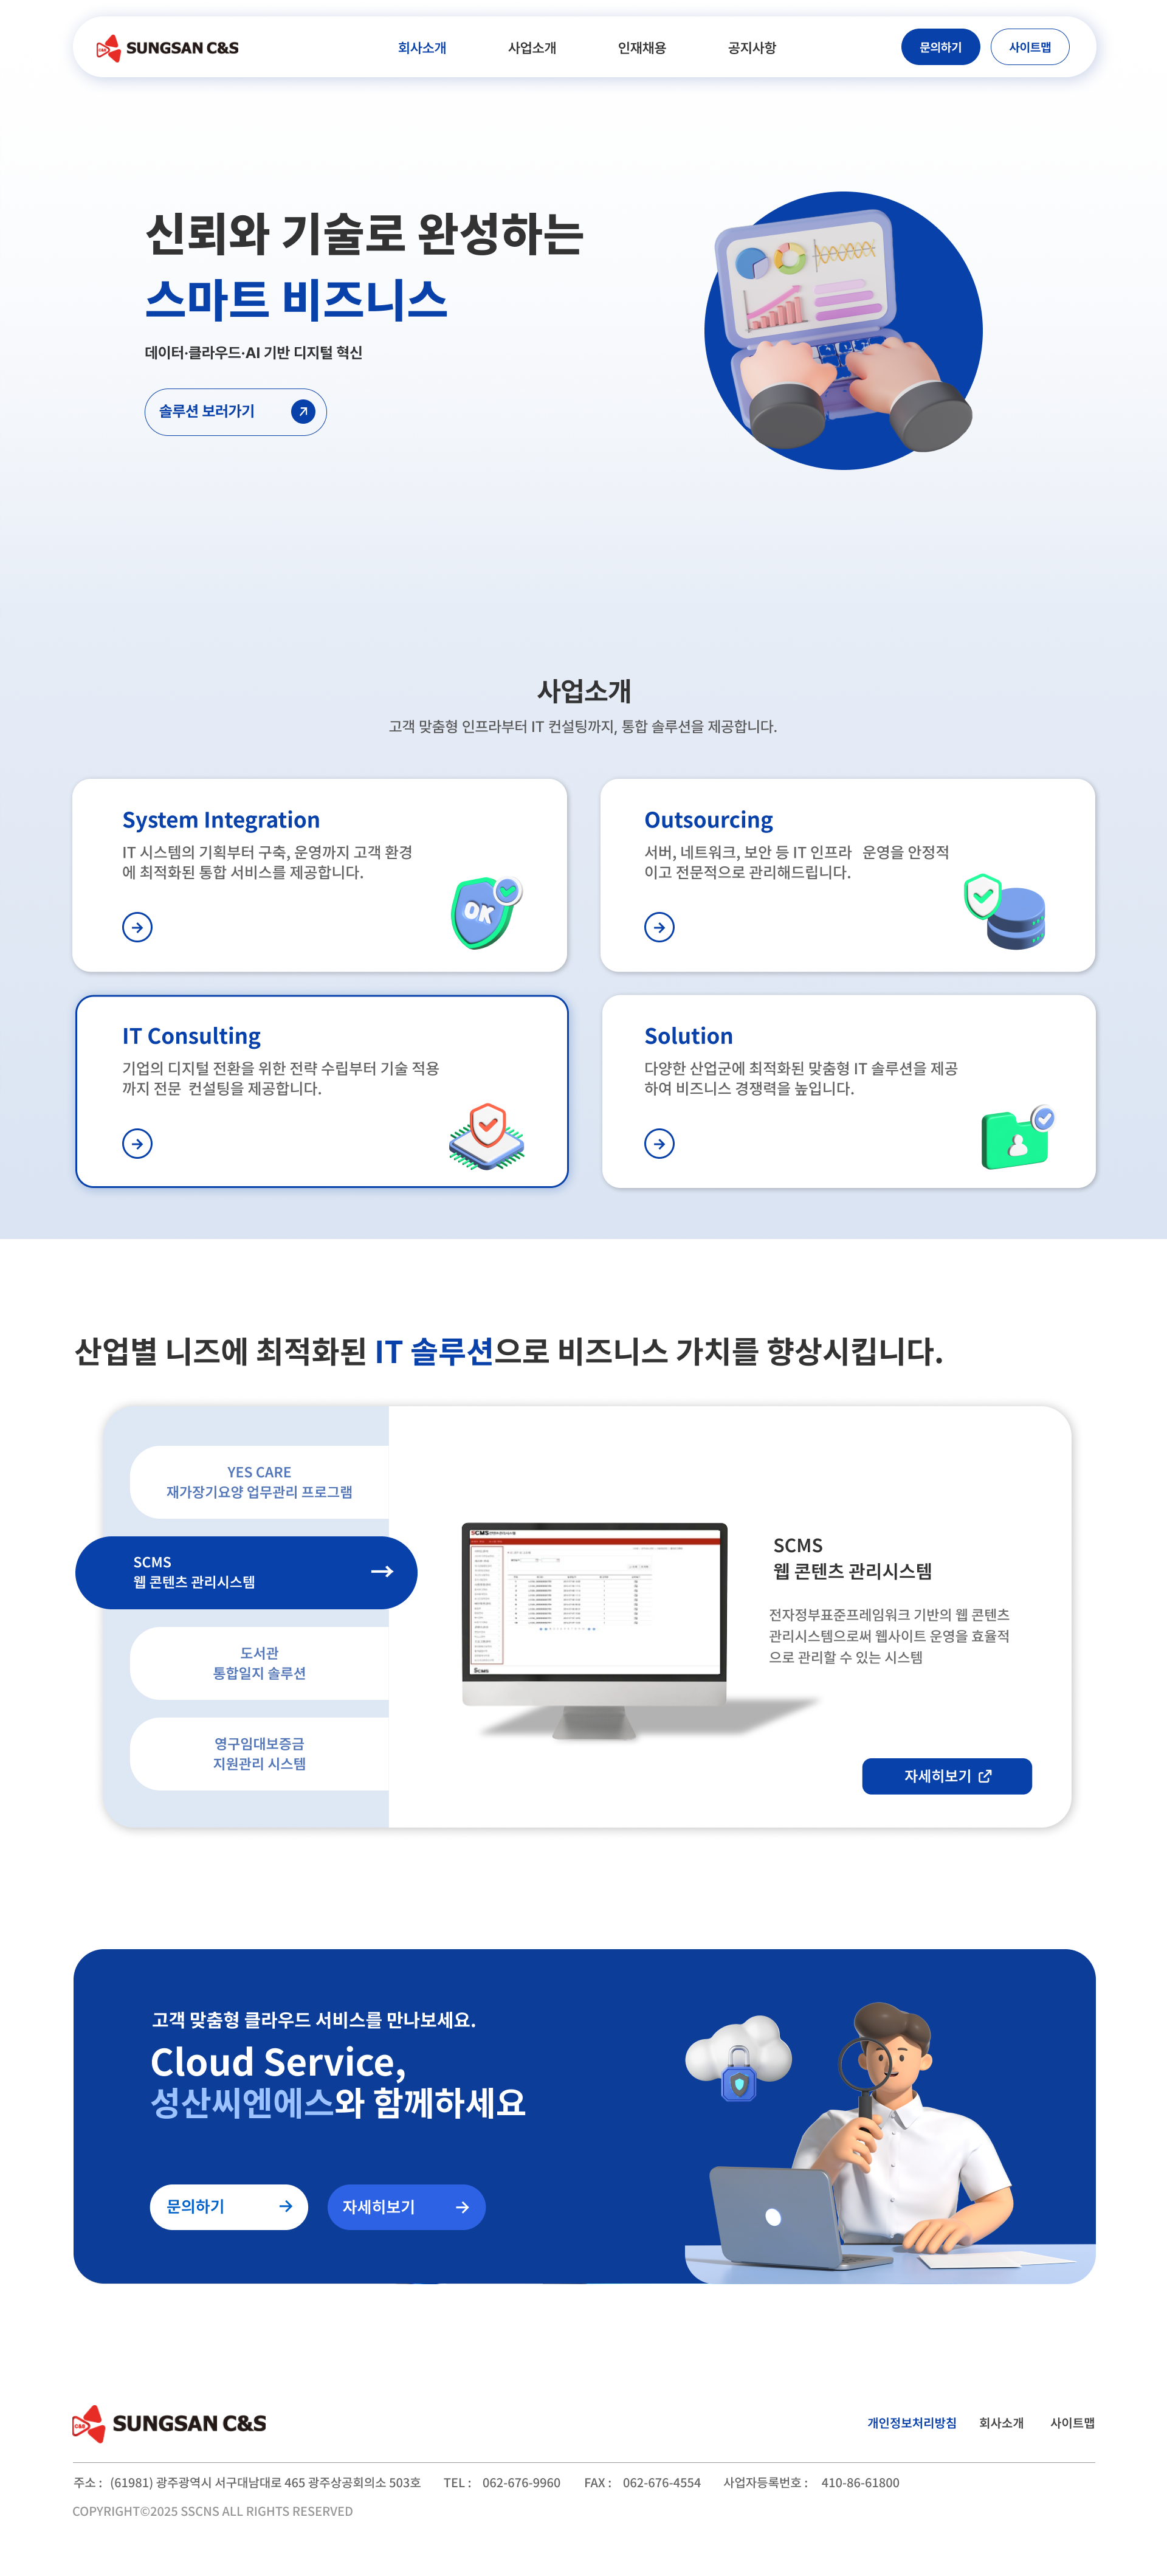 SUNGSAN C&S
회사소개
사업소개
인재채용
공지사항
문의하기
사이트맵
신뢰와 기술로 완성하는
스마트 비즈니스
데이터·클라우드·AI 기반 디지털 혁신
솔루션 보러가기
사업소개
고객 맞춤형 인프라부터 IT 컨설팅까지, 통합 솔루션을 제공합니다.
System Integration
IT 시스템의 기획부터 구축, 운영까지 고객 환경
에 최적화된 통합 서비스를 제공합니다.
OK
Outsourcing
서버, 네트워크, 보안 등 IT 인프라 운영을 안정적
이고 전문적으로 관리해드립니다.
IT Consulting
기업의 디지털 전환을 위한 전략 수립부터 기술 적용
까지 전문 컨설팅을 제공합니다.
Solution
다양한 산업군에 최적화된 맞춤형 IT 솔루션을 제공
하여 비즈니스 경쟁력을 높입니다.
산업별 니즈에 최적화된 IT 솔루션으로 비즈니스 가치를 향상시킵니다.
YES CARE
재가장기요양 업무관리 프로그램
SCMS
웹 콘텐츠 관리시스템
도서관
통합일지 솔루션
영구임대보증금
지원관리 시스템
SCMS
SCMS
SCMS
웹 콘텐츠 관리시스템
전자정부표준프레임워크 기반의 웹 콘텐츠
관리시스템으로써 웹사이트 운영을 효율적
으로 관리할 수 있는 시스템
자세히보기
고객 맞춤형 클라우드 서비스를 만나보세요.
Cloud Service,
성산씨엔에스와 함께하세요
문의하기
자세히보기
C&S SUNGSAN C&S
개인정보처리방침
회사소개
사이트맵
주소 : (61981) 광주광역시 서구대남대로 465 광주상공회의소 503호 TEL : 062-676-9960 FAX : 062-676-4554 사업자등록번호 : 410-86-61800
COPYRIGHT©2025 SSCNS ALL RIGHTS RESERVED